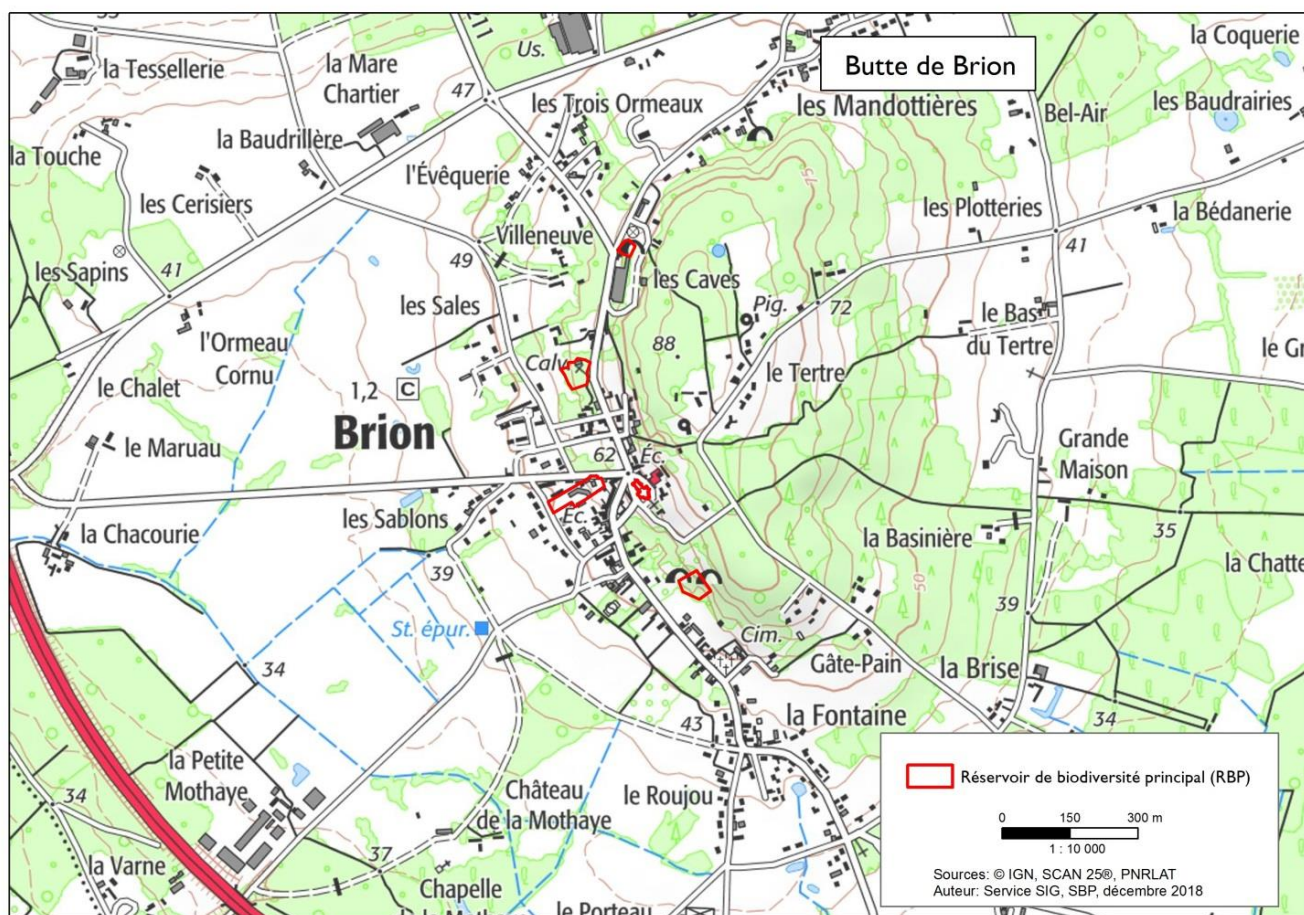 Butte de Brion
Us.
la Coquerie
la Tessellerie
la Mare
Chartier
47
les Trois Ormeaux
les Mandottières
Bel-Air
les Baudrairies
la Touche
la Baudrillère
75
l'Évêquerie
les Cerisiers
Villeneuve
les Plotteries
la Bédanerie
41
les Sapins
41
49
les Caves
les Sales
Pig.
72
le Bas
du Tertre
l'Ormeau
Cornu
Calv.
88
le Tertre
le Chalet
1,2 C
Brion
le Maruau
62
Éc.
Grande
Maison
les Sablons
Éc.
35
la Chacourie
la Basinière
39
50
39
St. épur.
Cim.
34
Gâte-Pain
la Brise
43
la Fontaine
34
la Petite
Mothaye
Château
de la Mothaye
le Roujou
34
la Varne
37
Chapelle
le Porteau
Réservoir de biodiversité principal (RBP)
0 150 300 m
1 : 10 000
Sources: © IGN, SCAN 25®, PNRLAT
Auteur: Service SIG, SBP, décembre 2018